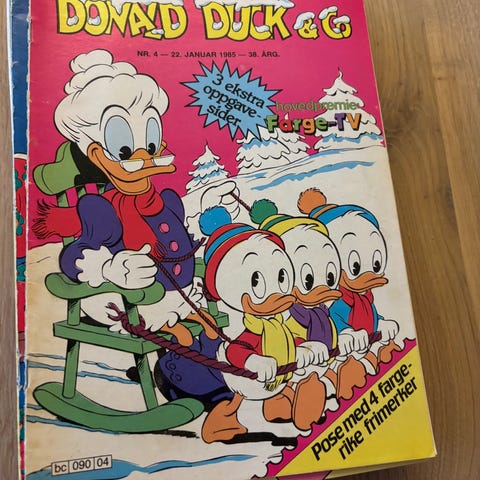 DONALD DUCK & Co
NR. 4 — 22. JANUAR 1985 — 38. ÅRG.
3 ekstra
oppgave-
sider
hovedpremie:
Farge-TV
Pose med 4 farge-
rike frimerker
bc 090 04